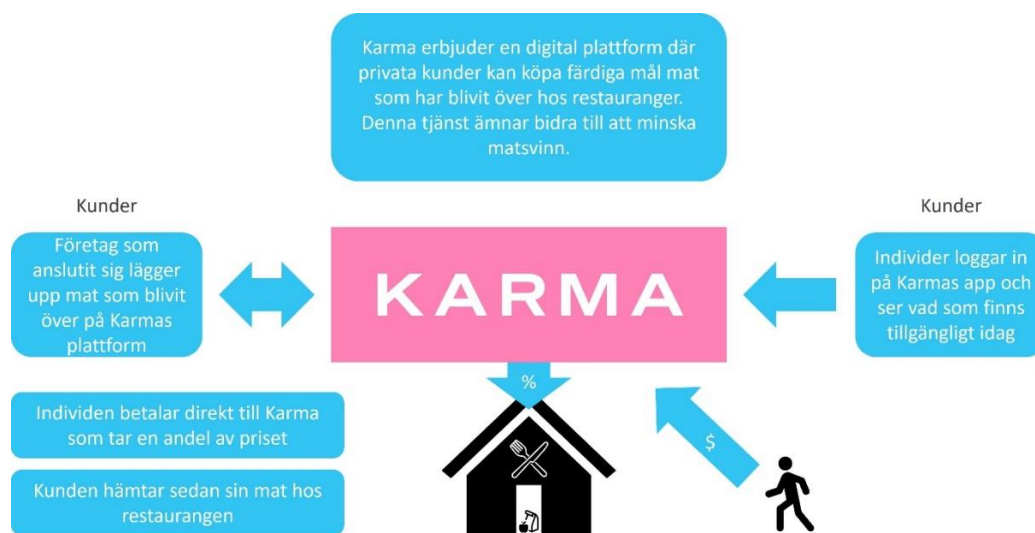 Karma erbjuder en digital plattform där
privata kunder kan köpa färdiga mål mat
som har blivit över hos restauranger.
Denna tjänst ämnar bidra till att minska
matsvinn.
Kunder
Företag som
anslutit sig lägger
upp mat som blivit
över på Karmas
plattform
KARMA
Kunder
Individer loggar in
på Karmas app och
ser vad som finns
tillgängligt idag
%
$
Individen betalar direkt till Karma
som tar en andel av priset
Kunden hämtar sedan sin mat hos
restaurangen